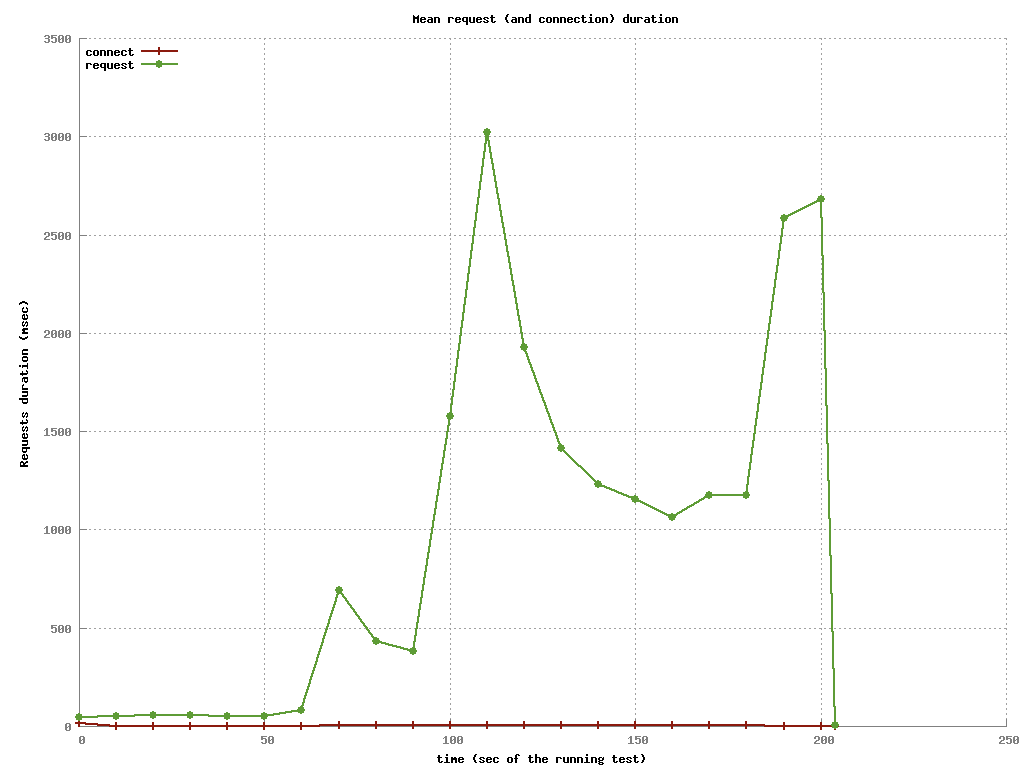 Mean request (and connection) duration
connect
request
3500
3000
2500
2000
1500
1000
500
0
Requests duration (msec)
0 50 100 150 200 250
time (sec of the running test)